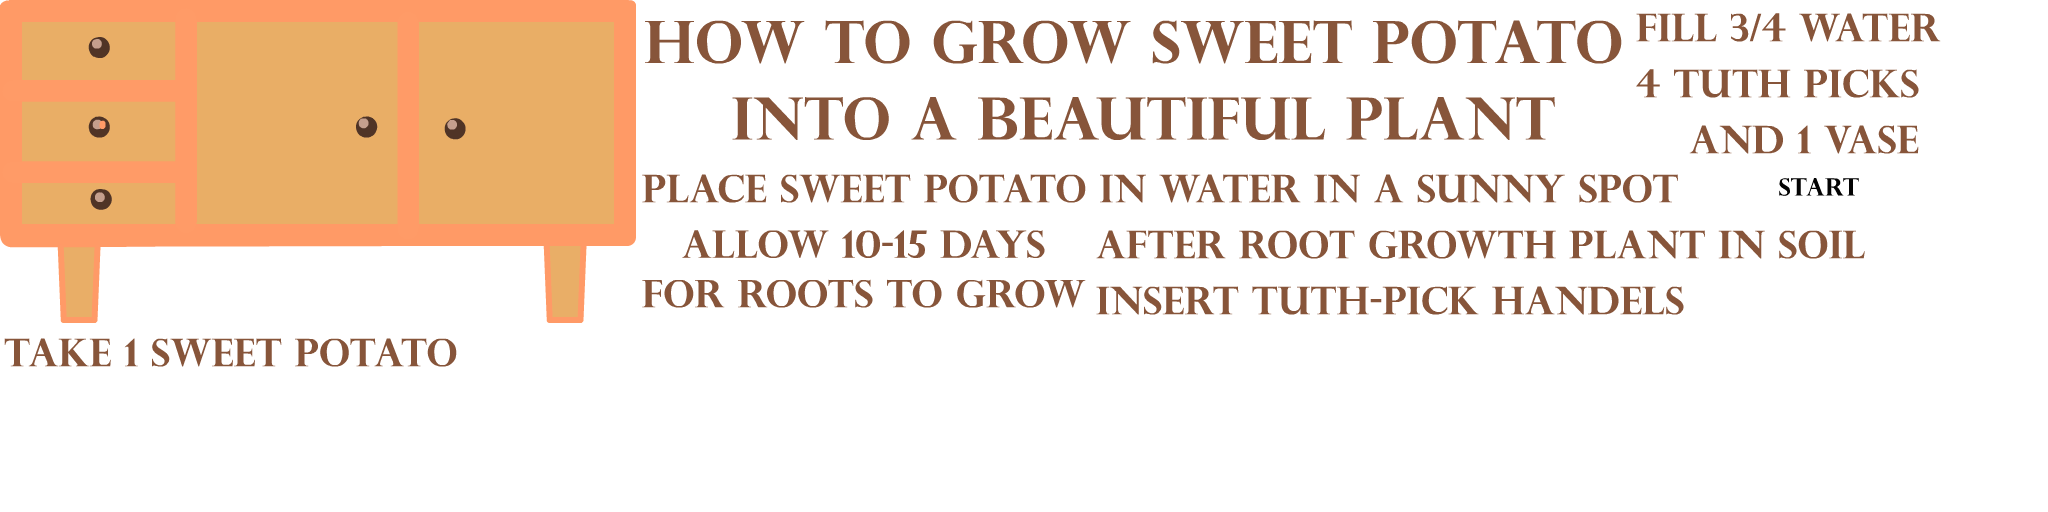 HOW TO GROW SWEET POTATO
INTO A BEAUTIFUL PLANT
FILL 3/4 WATER
4 TUTH PICKS
AND 1 VASE
PLACE SWEET POTATO IN WATER IN A SUNNY SPOT
START
ALLOW 10-15 DAYS
FOR ROOTS TO GROW
AFTER ROOT GROWTH PLANT IN SOIL
INSERT TUTH-PICK HANDELS
TAKE 1 SWEET POTATO